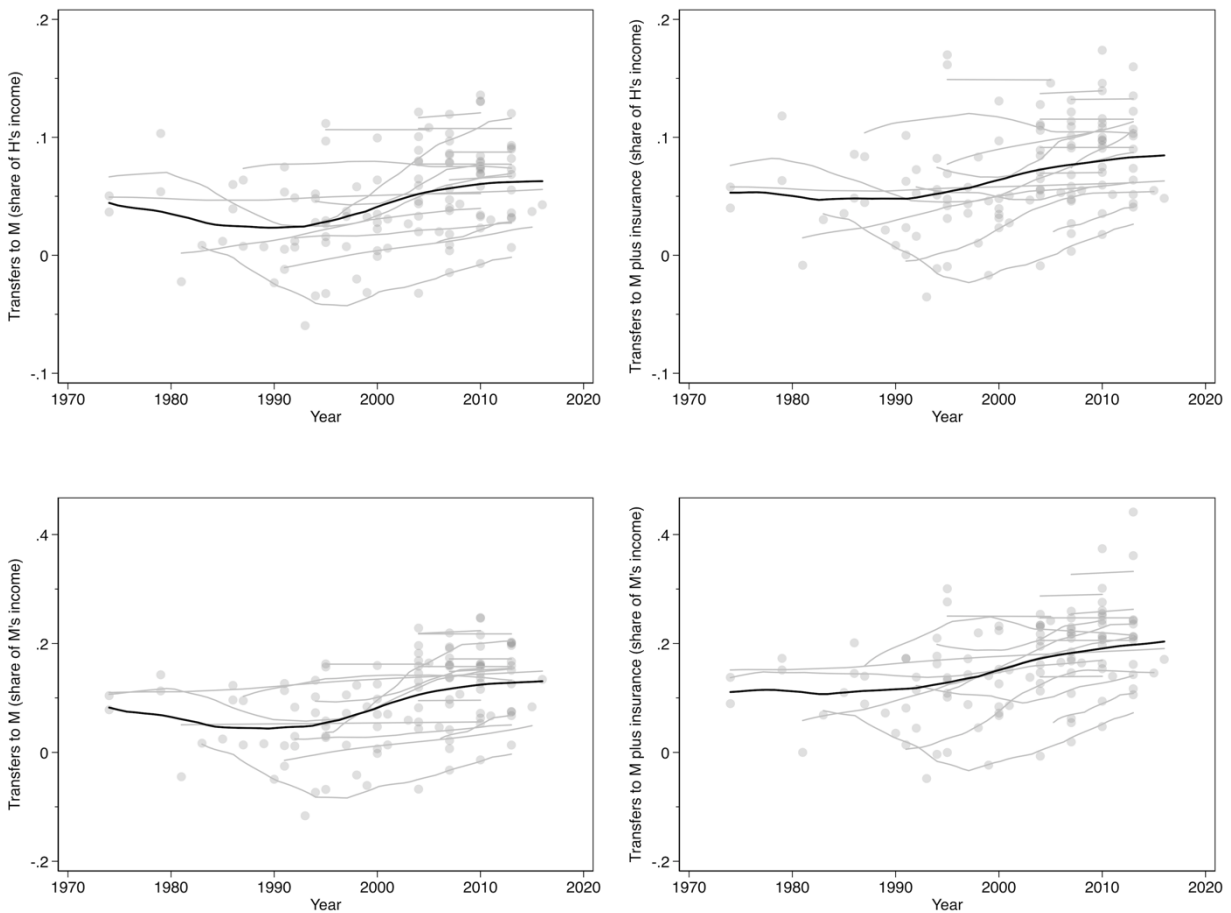 Transfers to M (share of H's income)
.2
.1
0
-.1
1970 1980 1990 2000 2010 2020
Year
Transfers to M plus insurance (share of H's income)
.2
.1
0
-.1
1970 1980 1990 2000 2010 2020
Year
Transfers to M (share of M's income)
.4
.2
0
-.2
1970 1980 1990 2000 2010 2020
Year
Transfers to M plus insurance (share of M's income)
.4
.2
0
-.2
1970 1980 1990 2000 2010 2020
Year